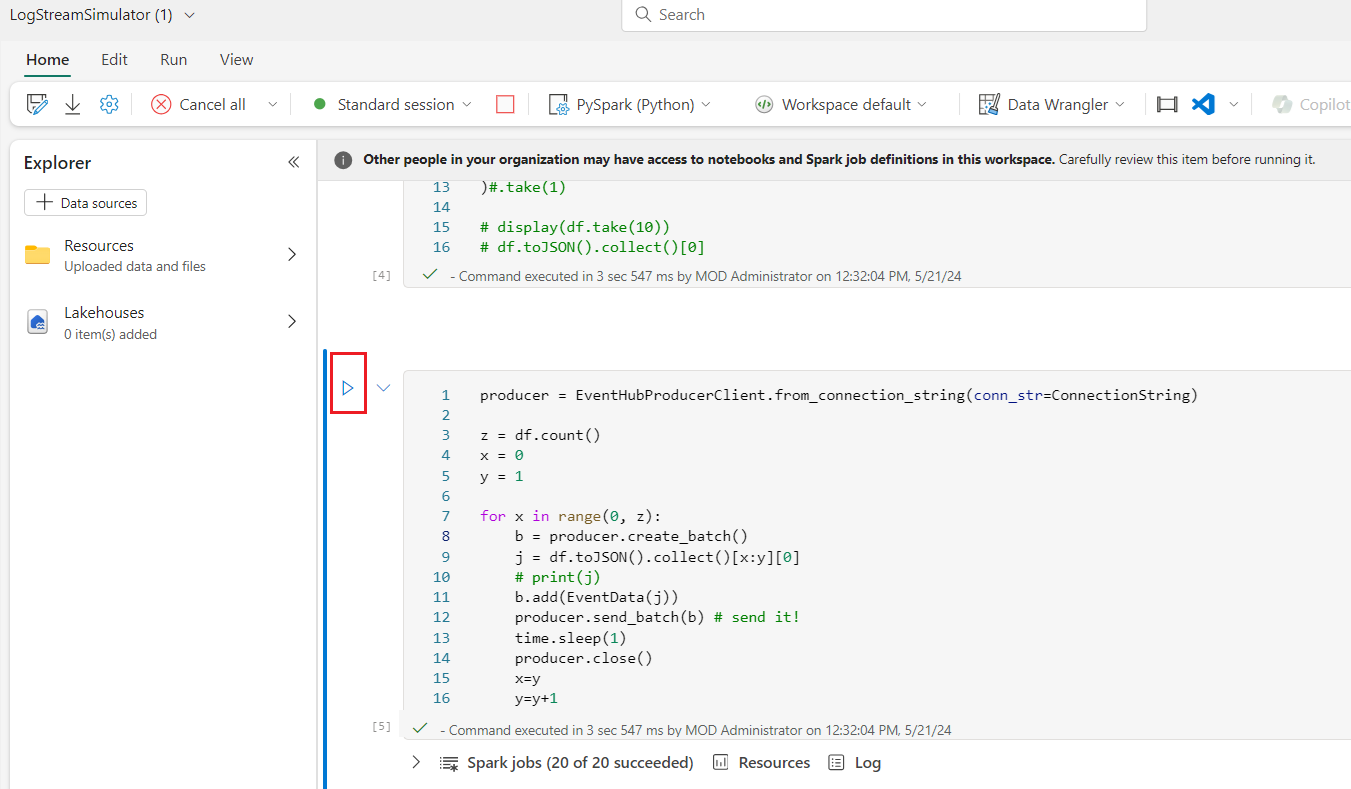 LogStreamSimulator (1)
Search
Home Edit Run View
Cancel all Standard session PySpark (Python) Workspace default Data Wrangler Copilot
Explorer
Data sources
Resources
Uploaded data and files
Lakehouses
0 item(s) added
Other people in your organization may have access to notebooks and Spark job definitions in this workspace. Carefully review this item before running it.
13 )#.take(1)
14
15 # display(df.take(10))
16 # df.toJSON().collect()[0]
[4] - Command executed in 3 sec 547 ms by MOD Administrator on 12:32:04 PM, 5/21/24
1 producer = EventHubProducerClient.from_connection_string(conn_str=ConnectionString)
2
3 z = df.count()
4 x = 0
5 y = 1
6
7 for x in range(0, z):
8     b = producer.create_batch()
9     j = df.toJSON().collect()[x:y][0]
10     # print(j)
11     b.add(EventData(j))
12     producer.send_batch(b) # send it!
13     time.sleep(1)
14     producer.close()
15     x=y
16     y=y+1
[5] - Command executed in 3 sec 547 ms by MOD Administrator on 12:32:04 PM, 5/21/24
Spark jobs (20 of 20 succeeded) Resources Log